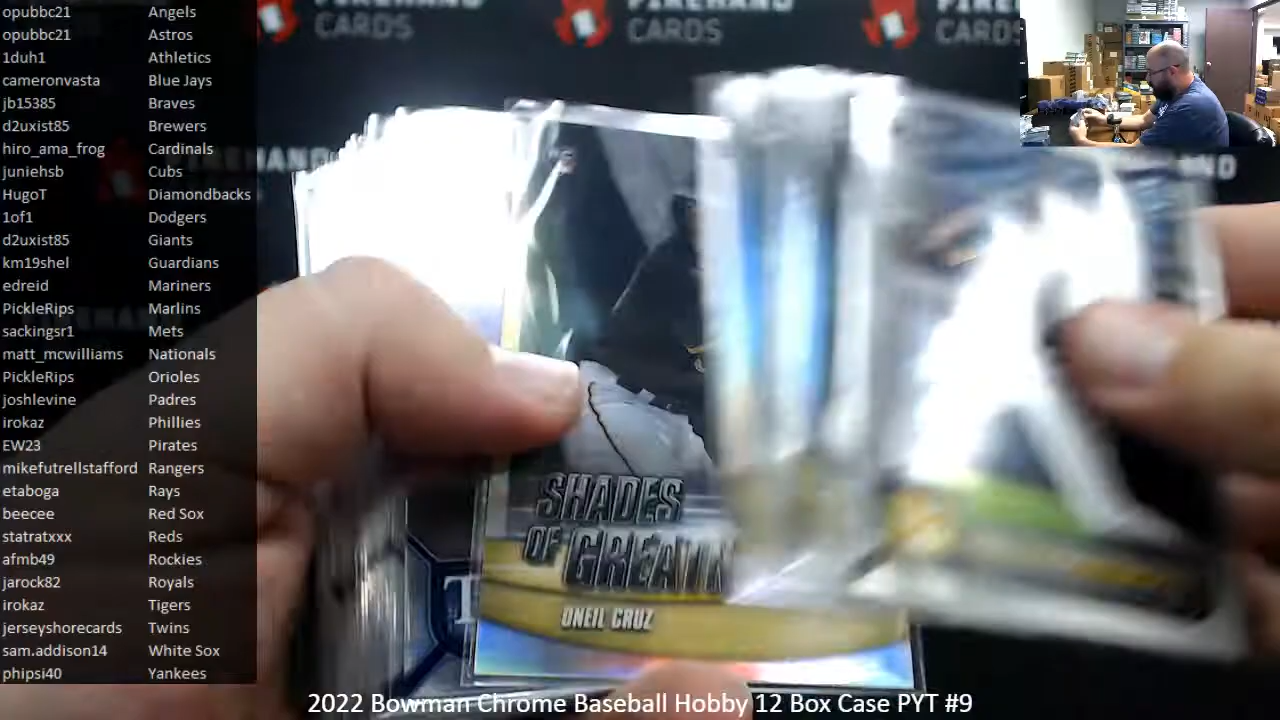 opubbc21 Angels
opubbc21 Astros
1duh1 Athletics
cameronvasta Blue Jays
jb15385 Braves
d2uxist85 Brewers
hiro_ama_frog Cardinals
juniehsb Cubs
HugoT Diamondbacks
1of1 Dodgers
d2uxist85 Giants
km19shel Guardians
edreid Mariners
PickleRips Marlins
sackingsr1 Mets
matt_mcwilliams Nationals
PickleRips Orioles
joshlevine Padres
irokaz Phillies
EW23 Pirates
mikefutrellstafford Rangers
etaboga Rays
beecee Red Sox
statratxxx Reds
afmb49 Rockies
jarock82 Royals
irokaz Tigers
jerseyshorecards Twins
sam.addison14 White Sox
phipsi40 Yankees
CARDS
FIREHAND
CARDS
SHADES
OF GREATN
ONEIL CRUZ
2022 Bowman Chrome Baseball Hobby 12 Box Case PYT #9